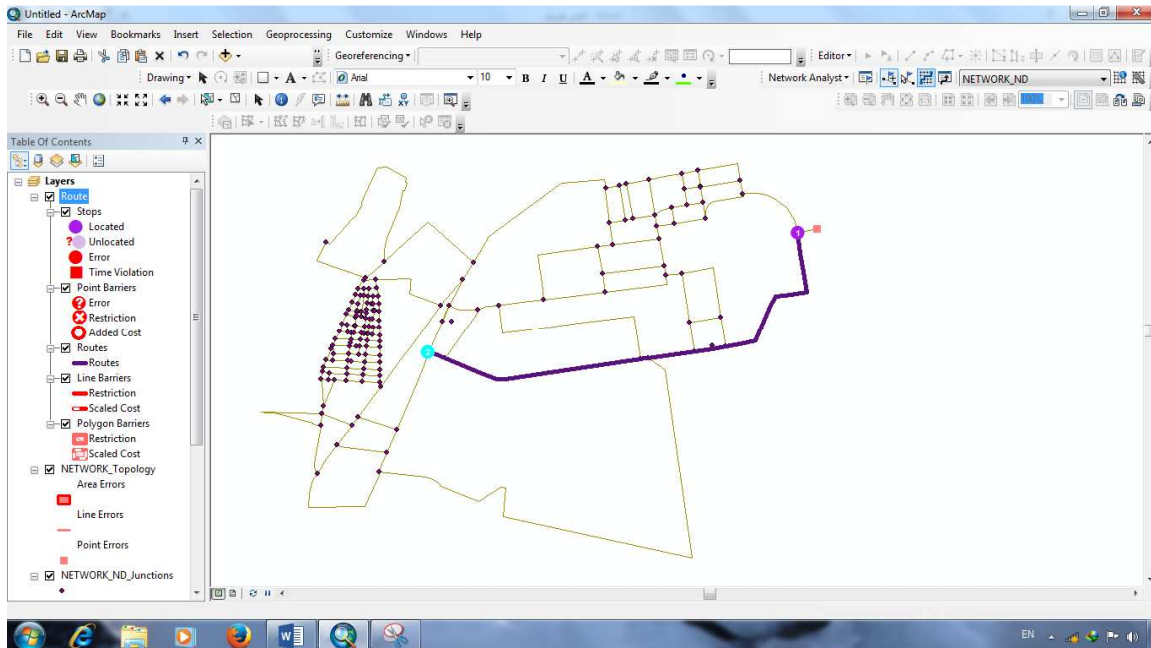 Untitled - ArcMap
File Edit View Bookmarks Insert Selection Geoprocessing Customize Windows Help
Georeferencing
Editor
Drawing
A
Arial
10
B I U A
Network Analyst
NETWORK_ND
100%
Table Of Contents
Layers
Route
Stops
Located
? Unlocated
Error
Time Violation
Point Barriers
? Error
Restriction
Added Cost
Routes
Routes
Line Barriers
Restriction
Scaled Cost
Polygon Barriers
Restriction
Scaled Cost
NETWORK_Topology
Area Errors
Line Errors
Point Errors
NETWORK_ND_Junctions
1
2
W
EN